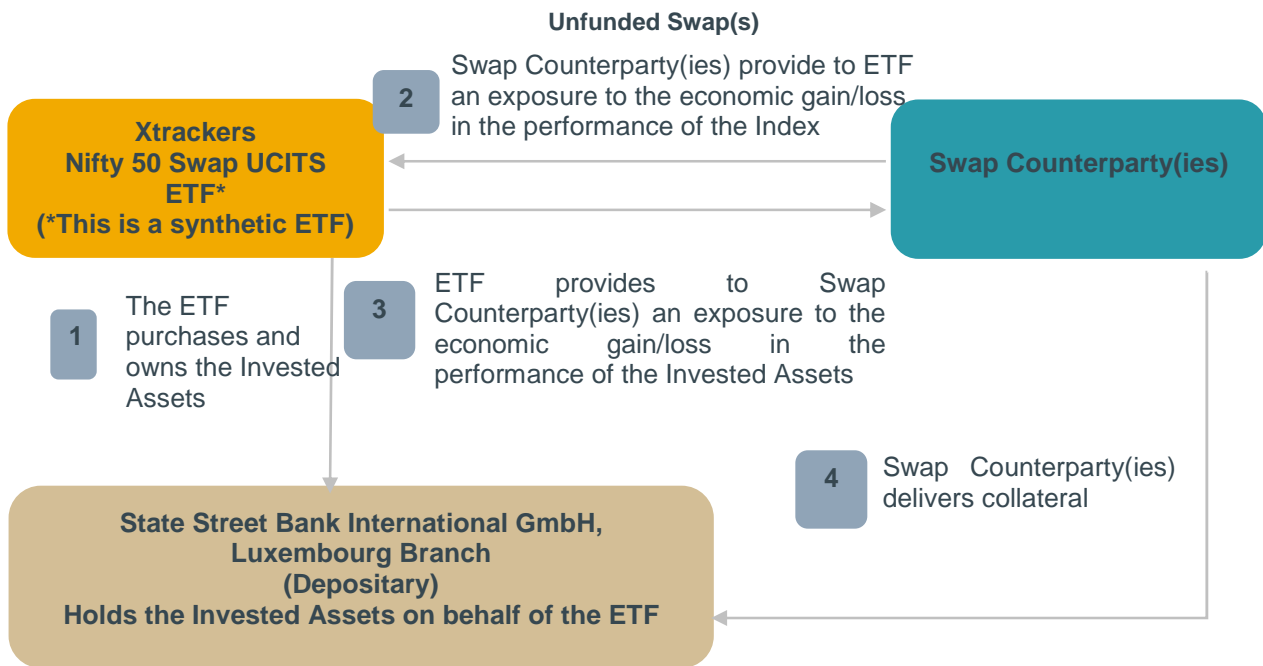 Unfunded Swap(s)
2
Swap Counterparty(ies) provide to ETF
an exposure to the economic gain/loss
in the performance of the Index
Xtrackers
Nifty 50 Swap UCITS
ETF*
(*This is a synthetic ETF)
Swap Counterparty(ies)
1
The ETF
purchases and
owns the Invested
Assets
3
ETF provides to Swap
Counterparty(ies) an exposure to the
economic gain/loss in the
performance of the Invested Assets
4
Swap Counterparty(ies)
delivers collateral
State Street Bank International GmbH,
Luxembourg Branch
(Depositary)
Holds the Invested Assets on behalf of the ETF